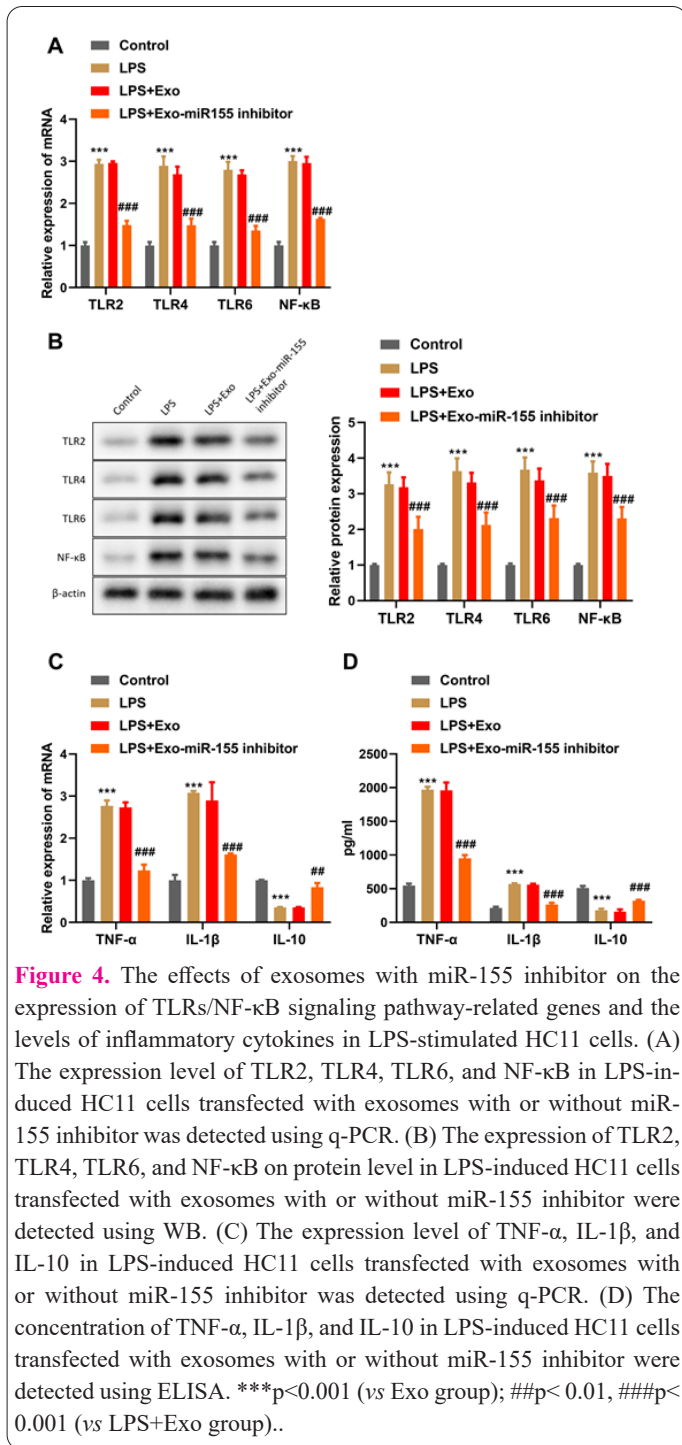 A
Control
LPS
LPS+Exo
LPS+Exo-miR155 inhibitor
Relative expression of mRNA
4
3
2
1
0
***
###
***
###
***
###
***
###
TLR2
TLR4
TLR6
NF-κB
B
Control
LPS
LPS+Exo
LPS+Exo-miR-155
inhibitor
TLR2
TLR4
TLR6
NF-κB
β-actin
Control
LPS
LPS+Exo
LPS+Exo-miR-155 inhibitor
Relative protein expression
5
4
3
2
1
0
***
###
***
###
***
###
***
###
TLR2
TLR4
TLR6
NF-κB
C
Control
LPS
LPS+Exo
LPS+Exo-miR-155 inhibitor
Relative expression of mRNA
4
3
2
1
0
***
###
***
###
***
##
TNF-α
IL-1β
IL-10
D
Control
LPS
LPS+Exo
LPS+Exo-miR-155 inhibitor
pg/ml
2500
2000
1500
1000
500
0
***
###
***
###
***
###
TNF-α
IL-1β
IL-10
Figure 4. The effects of exosomes with miR-155 inhibitor on the
expression of TLRs/NF-κB signaling pathway-related genes and the
levels of inflammatory cytokines in LPS-stimulated HC11 cells. (A)
The expression level of TLR2, TLR4, TLR6, and NF-κB in LPS-in-
duced HC11 cells transfected with exosomes with or without miR-
155 inhibitor was detected using q-PCR. (B) The expression of TLR2,
TLR4, TLR6, and NF-κB on protein level in LPS-induced HC11 cells
transfected with exosomes with or without miR-155 inhibitor were
detected using WB. (C) The expression level of TNF-α, IL-1β, and
IL-10 in LPS-induced HC11 cells transfected with exosomes with
or without miR-155 inhibitor was detected using q-PCR. (D) The
concentration of TNF-α, IL-1β, and IL-10 in LPS-induced HC11 cells
transfected with exosomes with or without miR-155 inhibitor were
detected using ELISA. ***p<0.001 (vs Exo group); ##p< 0.01, ###p<
0.001 (vs LPS+Exo group)..